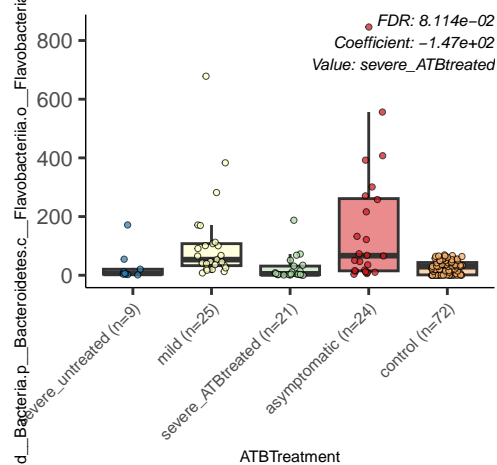 FDR: 8.114e−02
Coefficient: −1.47e+02
Value: severe_ATBtreated
d__Bacteria.p__Bacteroidetes.c__Flavobacteriia.o__Flavobacteria
800
600
400
200
0
severe_untreated (n=9)
mild (n=25)
severe_ATBtreated (n=21)
asymptomatic (n=24)
control (n=72)
ATBTreatment